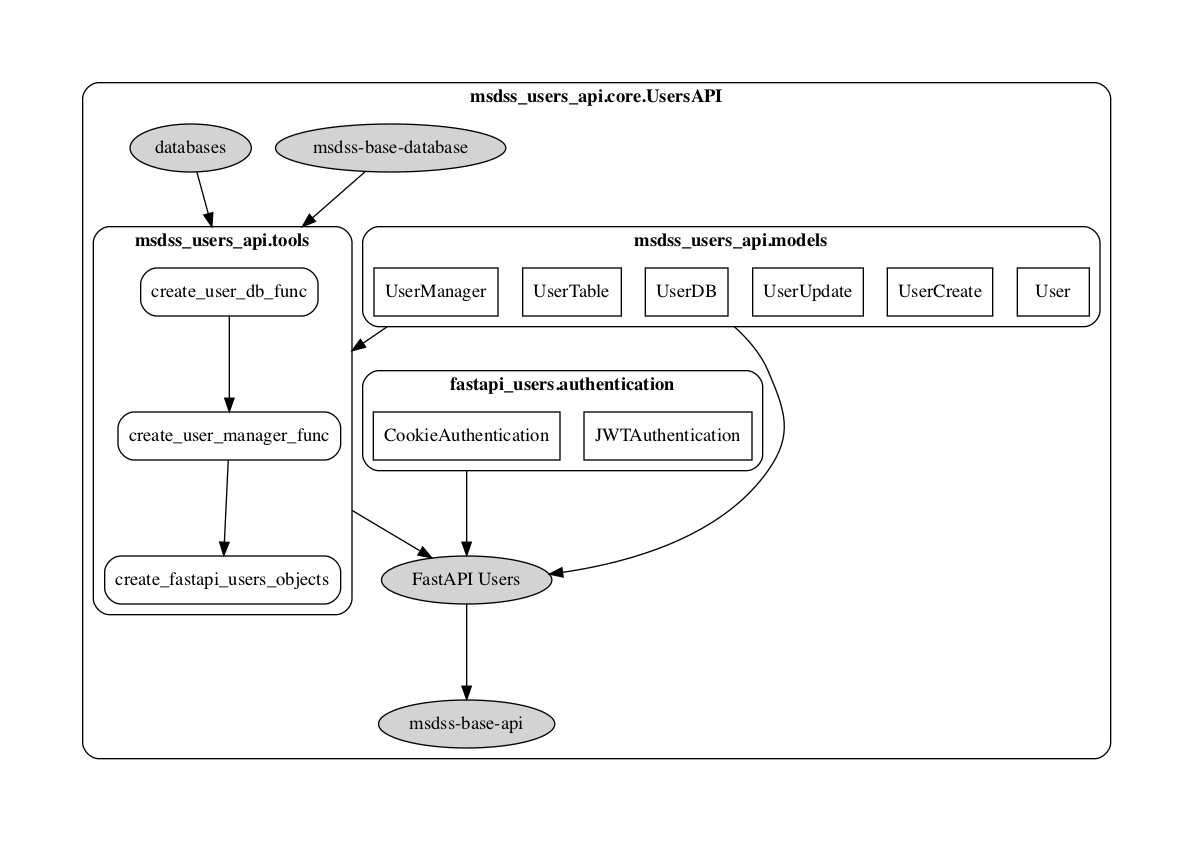 msdss_users_api.core.UsersAPI
databases
msdss-base-database
msdss_users_api.tools
msdss_users_api.models
create_user_db_func
UserManager
UserTable
UserDB
UserUpdate
UserCreate
User
fastapi_users.authentication
create_user_manager_func
CookieAuthentication
JWTAuthentication
create_fastapi_users_objects
FastAPI Users
msdss-base-api